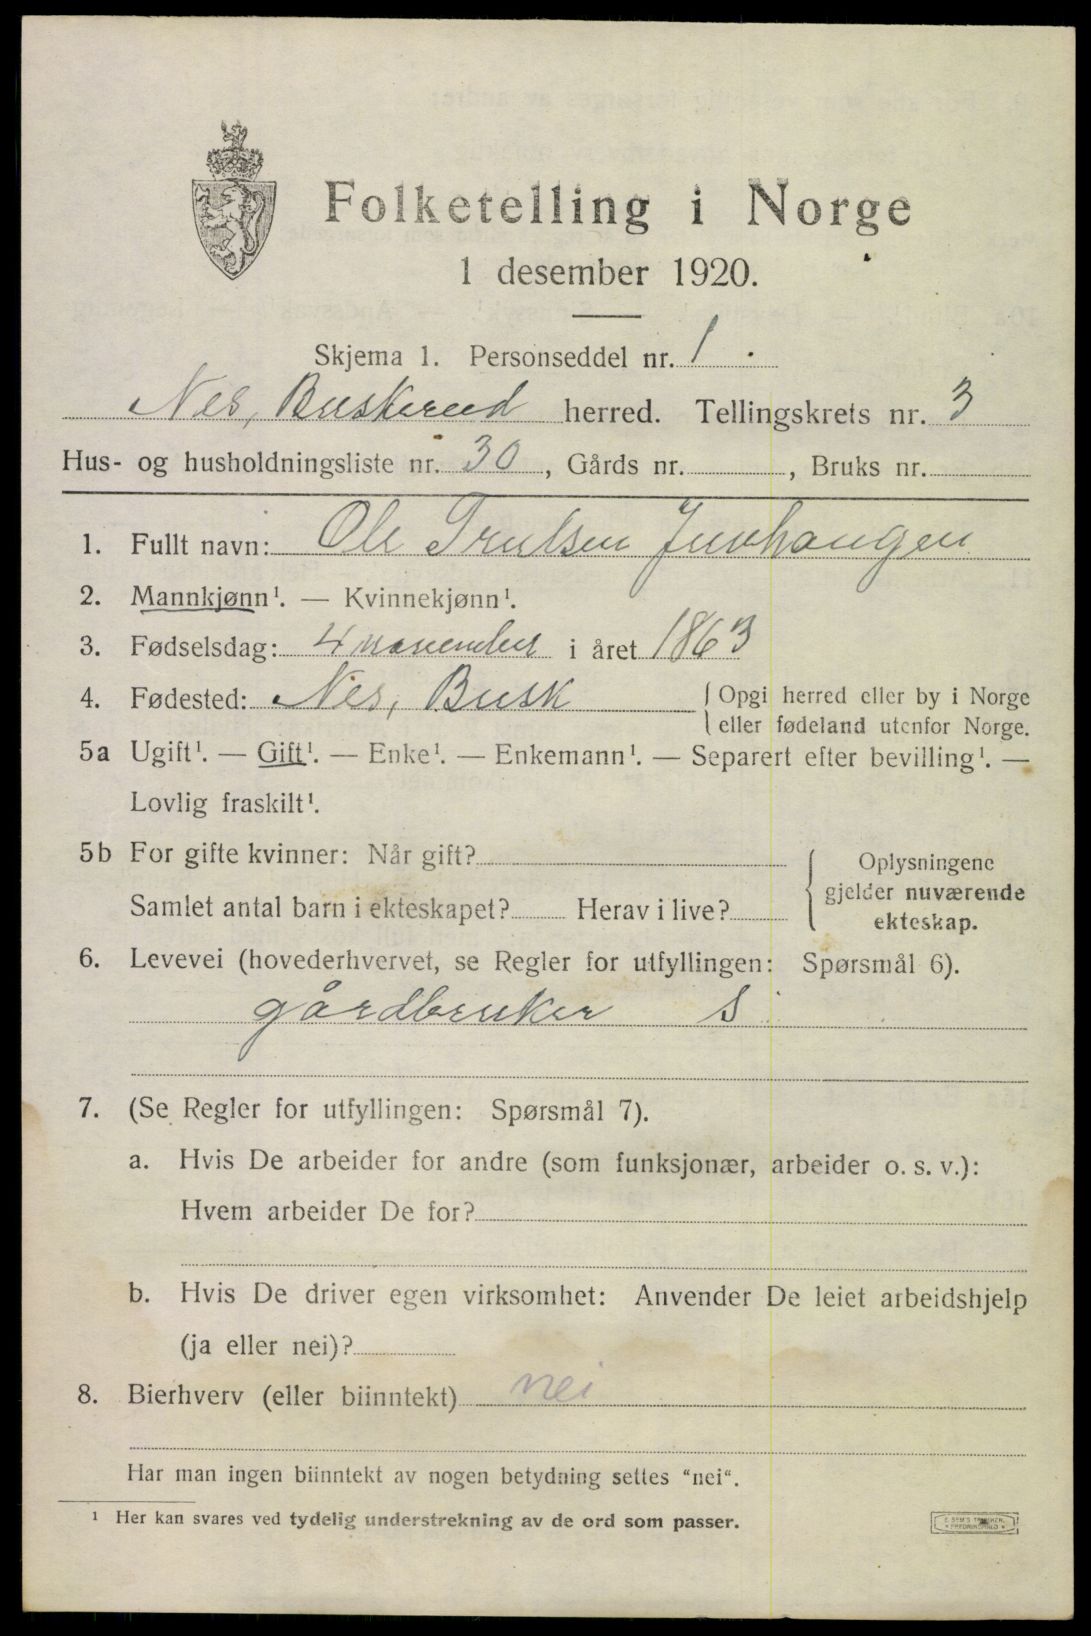 Folketelling i Norge
1 desember 1920.
Skjema 1. Personseddel nr. 1.
Nes, Buskerud herred. Tellingskrets nr. 3
Hus- og husholdningsliste nr. 30, Gårds nr. , Bruks nr.
1. Fullt navn: Ole Trulsen Juvhaugen
2. Mannkjønn¹. — Kvinnekjønn¹.
3. Fødselsdag: 4 november i året 1863
4. Fødested: Nes, Busk { Opgi herred eller by i Norge
eller fødeland utenfor Norge.
5a Ugift¹. — Gift¹. — Enke¹. — Enkemann¹. — Separert efter bevilling¹. —
Lovlig fraskilt¹.
5b For gifte kvinner: Når gift? { Oplysningene
gjelder nuværende
ekteskap.
Samlet antal barn i ekteskapet? Herav i live?
6. Levevei (hovederhvervet, se Regler for utfyllingen: Spørsmål 6).
gårdbruker S
7. (Se Regler for utfyllingen: Spørsmål 7).
a. Hvis De arbeider for andre (som funksjonær, arbeider o. s. v.):
Hvem arbeider De for?
b. Hvis De driver egen virksomhet: Anvender De leiet arbeidshjelp
(ja eller nei)?
8. Bierhverv (eller biinntekt) nei
Har man ingen biinntekt av nogen betydning settes "nei".
¹ Her kan svares ved tydelig understrekning av de ord som passer.